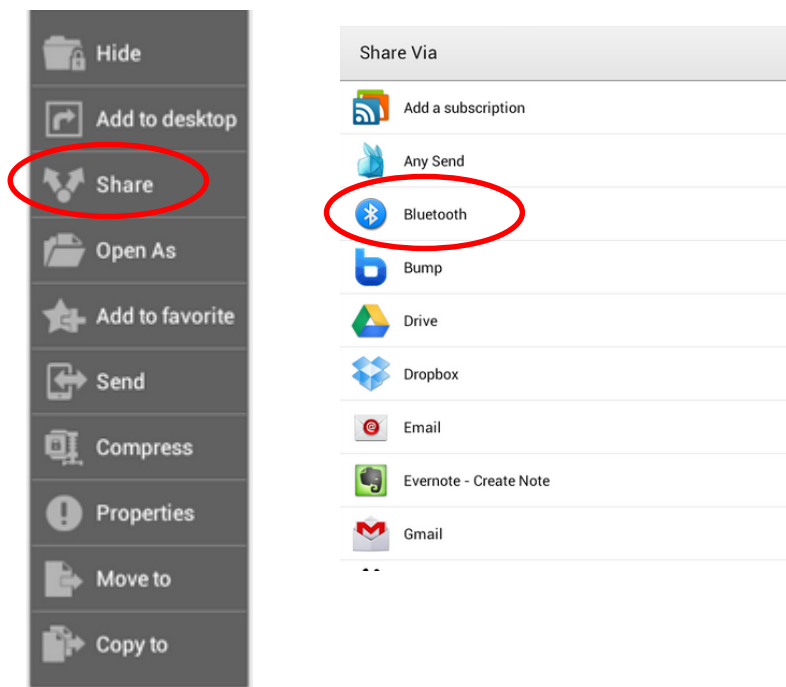 Hide
Add to desktop
Share
Open As
Add to favorite
Send
Compress
Properties
Move to
Copy to
Share Via
Add a subscription
Any Send
Bluetooth
Bump
Drive
Dropbox
Email
Evernote - Create Note
Gmail